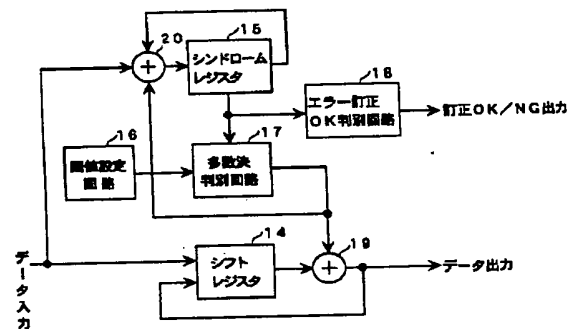 20
15
シンドローム
レジスタ
18
エラー訂正
OK判別回路
訂正OK/NG出力
16
閾値設定
回路
17
多数決
判別回路
14
シフト
レジスタ
19
データ出力
データ入力